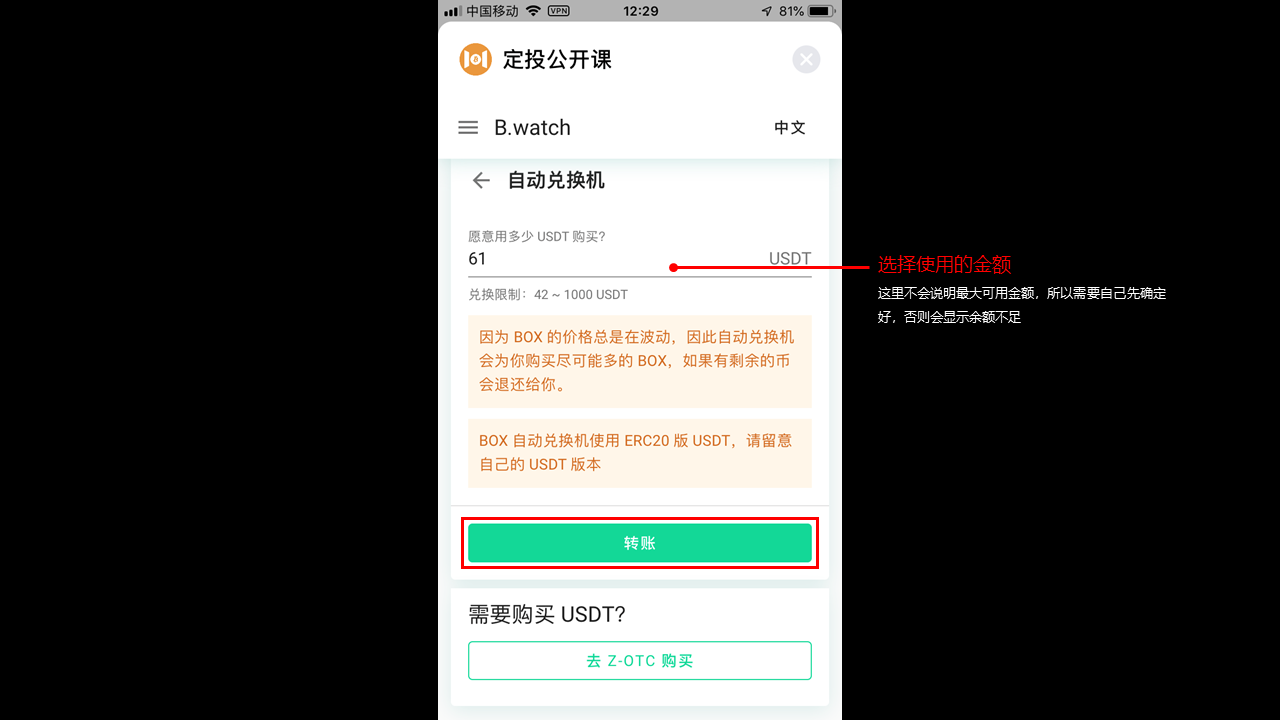 中国移动 VPN 12:29 81%
定投公开课
B.watch 中文
自动兑换机
愿意用多少 USDT 购买?
61 USDT
兑换限制：42 ~ 1000 USDT
因为 BOX 的价格总是在波动，因此自动兑换机
会为你购买尽可能多的 BOX，如果有剩余的币
会退还给你。
BOX 自动兑换机使用 ERC20 版 USDT，请留意
自己的 USDT 版本
转账
需要购买 USDT?
去 Z-OTC 购买
选择使用的金额
这里不会说明最大可用金额，所以需要自己先确定
好，否则会显示余额不足